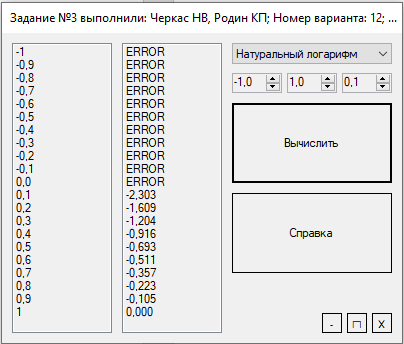 Задание №3 выполнили: Черкас НВ, Родин КП; Номер варианта: 12; ...
-1
-0,9
-0,8
-0,7
-0,6
-0,5
-0,4
-0,3
-0,2
-0,1
0,0
0,1
0,2
0,3
0,4
0,5
0,6
0,7
0,8
0,9
1
ERROR
ERROR
ERROR
ERROR
ERROR
ERROR
ERROR
ERROR
ERROR
ERROR
ERROR
-2,303
-1,609
-1,204
-0,916
-0,693
-0,511
-0,357
-0,223
-0,105
0,000
Натуральный логарифм
-1,0 1,0 0,1
Вычислить
Справка
- □ X